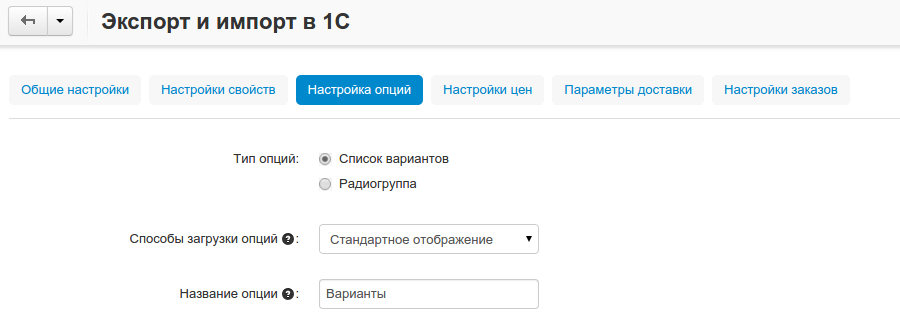 Экспорт и импорт в 1С
Общие настройки Настройки свойств Настройка опций Настройки цен Параметры доставки Настройки заказов
Тип опций: Список вариантов
Радиогруппа
Способы загрузки опций ?: Стандартное отображение
Название опции ?: Варианты